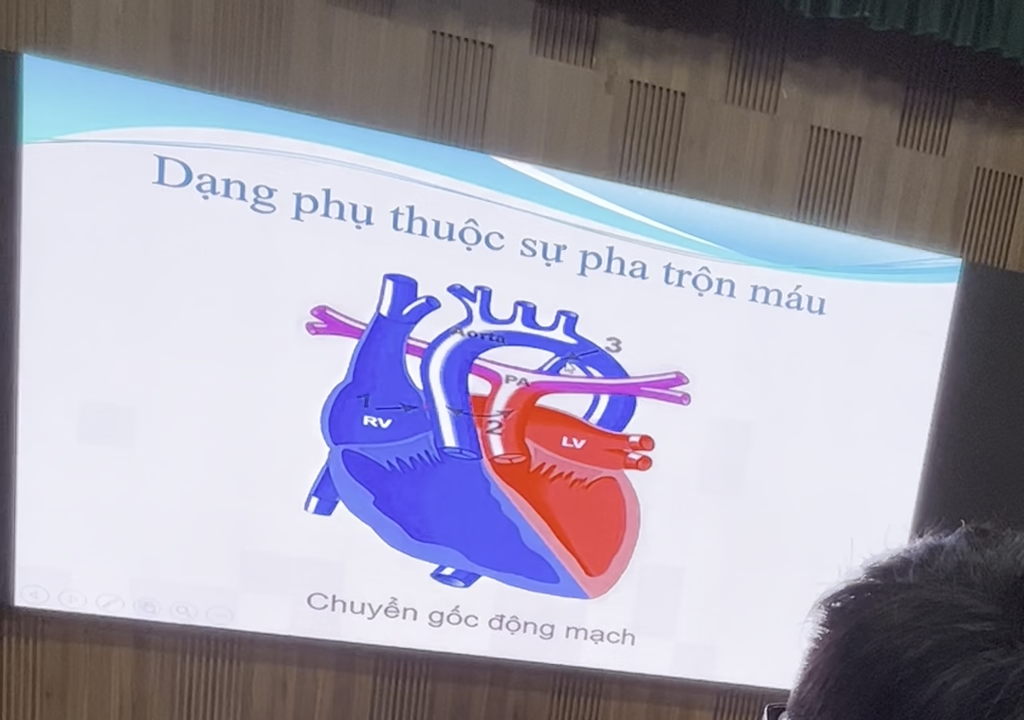 Dạng phụ thuộc sự pha trộn máu
Aorta
3
PA
1
RV
2
LV
Chuyển gốc động mạch